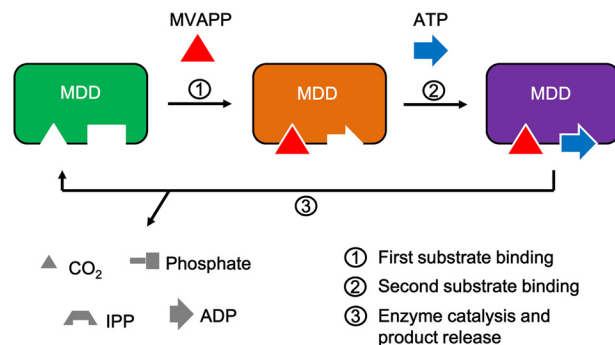 MVAPP
ATP
MDD
①
MDD
②
MDD
③
CO₂
Phosphate
IPP
ADP
① First substrate binding
② Second substrate binding
③ Enzyme catalysis and
product release